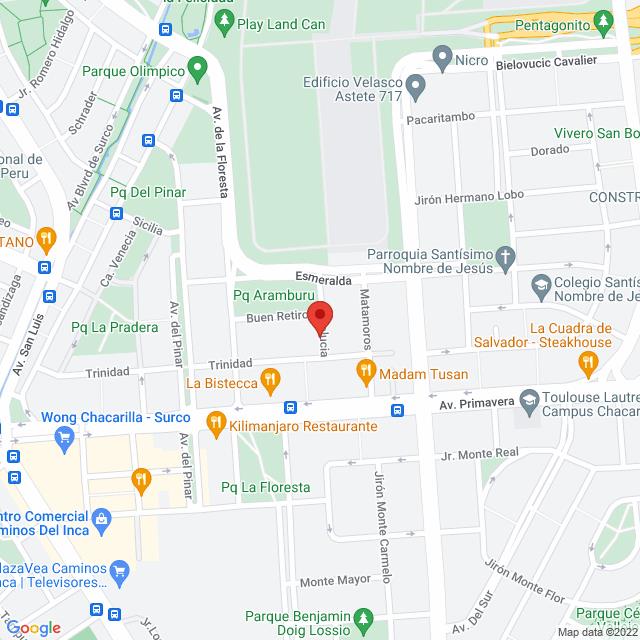 la Felicidad
Play Land Can
Pentagonito
Jr. Romero Hidalgo
Parque Olímpico
Nicro
Bielovucic Cavalier
Edificio Velasco
Astete 717
Schrader
Av. de la Floresta
Pacaritambo
Vivero San Bo
Av Blvrd de Surco
Dorado
onal de
Peru
Pq Del Pinar
Jirón Hermano Lobo
CONSTR
Sicilia
TANO
Ca. Venecia
Parroquia Santísimo
Nombre de Jesús
Esmeralda
Colegio Santís
Nombre de Jesús
Pq Aramburu
Matamoros
Buen Retiro
Av. San Luis
Pq La Pradera
Av. del Pinar
ucia
La Cuadra de
Salvador - Steakhouse
Trinidad
Trinidad
La Bistecca
Madam Tusan
Av. Primavera
Toulouse Lautre
Campus Chacar
Wong Chacarilla - Surco
Kilimanjaro Restaurante
Av. del Pinar
Jr. Monte Real
Pq La Floresta
Jirón Monte Carmelo
ntro Comercial
minos Del Inca
PlazaVea Caminos
nca | Televisores...
Monte Mayor
Jirón Monte Flor
Parque Benjamin
Doig Lossio
Av. Del Sur
Parque Cé
Google
Map data ©2023